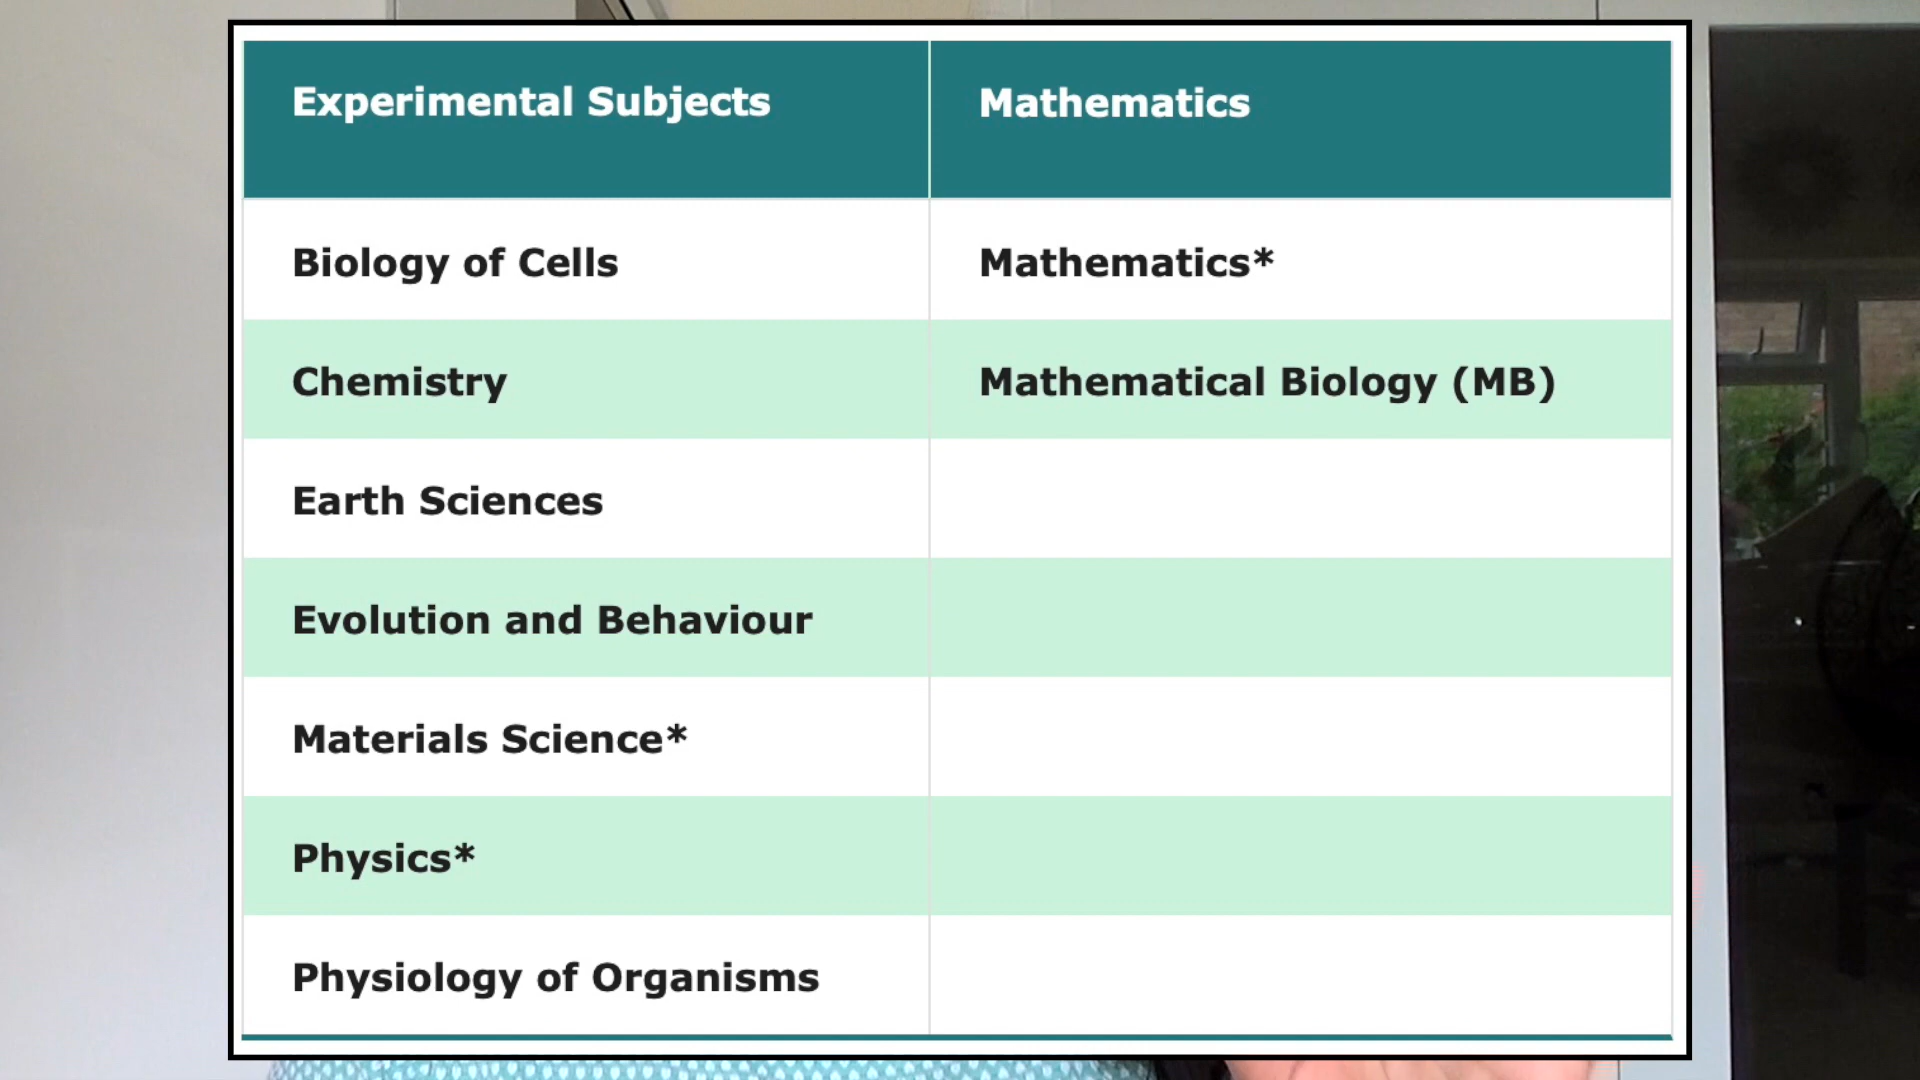 Experimental Subjects Mathematics
Biology of Cells Mathematics*
Chemistry Mathematical Biology (MB)
Earth Sciences
Evolution and Behaviour
Materials Science*
Physics*
Physiology of Organisms